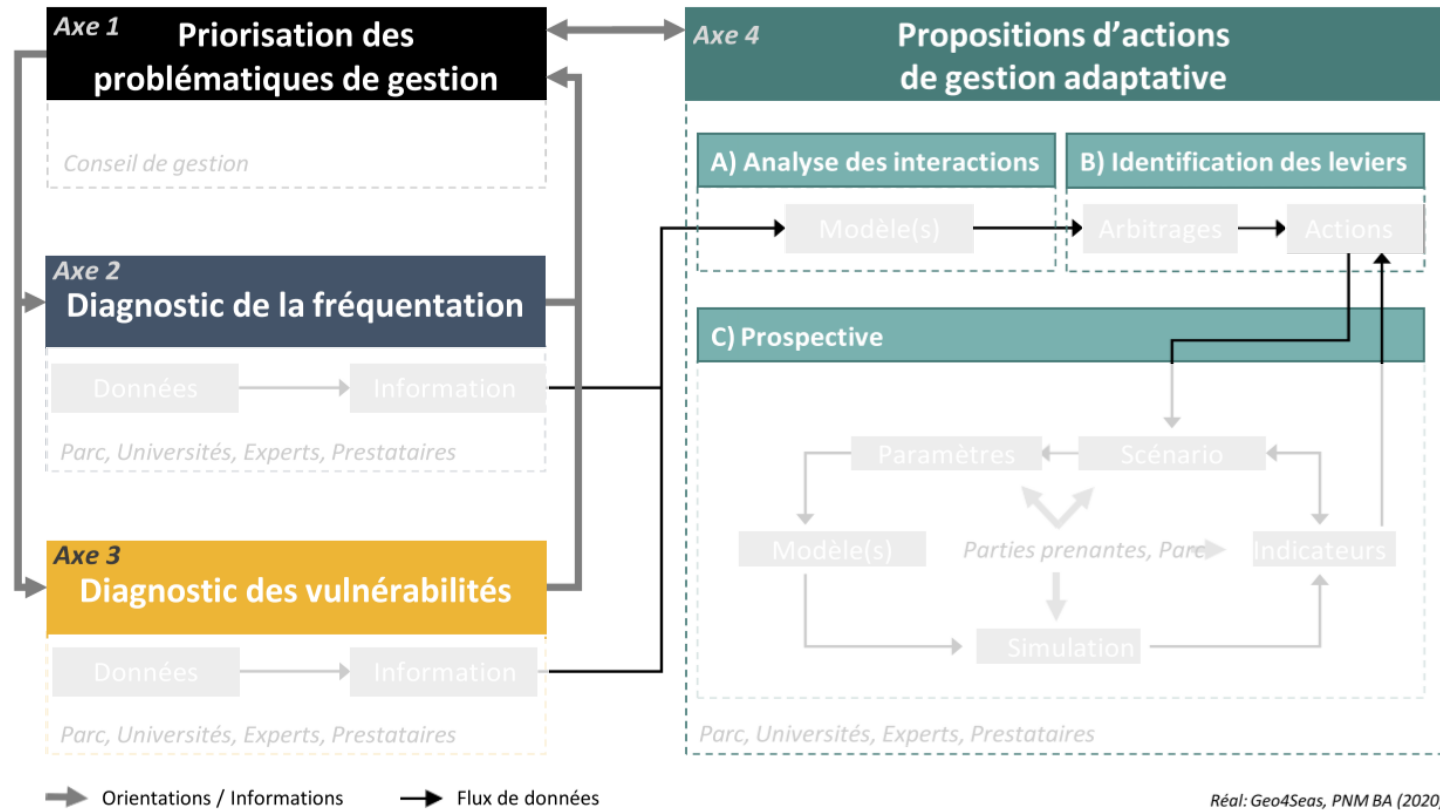 Axe 1
Priorisation des
problématiques de gestion
Conseil de gestion
Axe 2
Diagnostic de la fréquentation
Données
Information
Parc, Universités, Experts, Prestataires
Axe 3
Diagnostic des vulnérabilités
Données
Information
Parc, Universités, Experts, Prestataires
Axe 4
Propositions d’actions
de gestion adaptative
A) Analyse des interactions
B) Identification des leviers
Modèle(s)
Arbitrages
Actions
C) Prospective
Paramètres
Scénario
Modèle(s)
Parties prenantes, Parc
Indicateurs
Simulation
Parc, Universités, Experts, Prestataires
Orientations / Informations
Flux de données
Réal: Geo4Seas, PNM BA (2020)